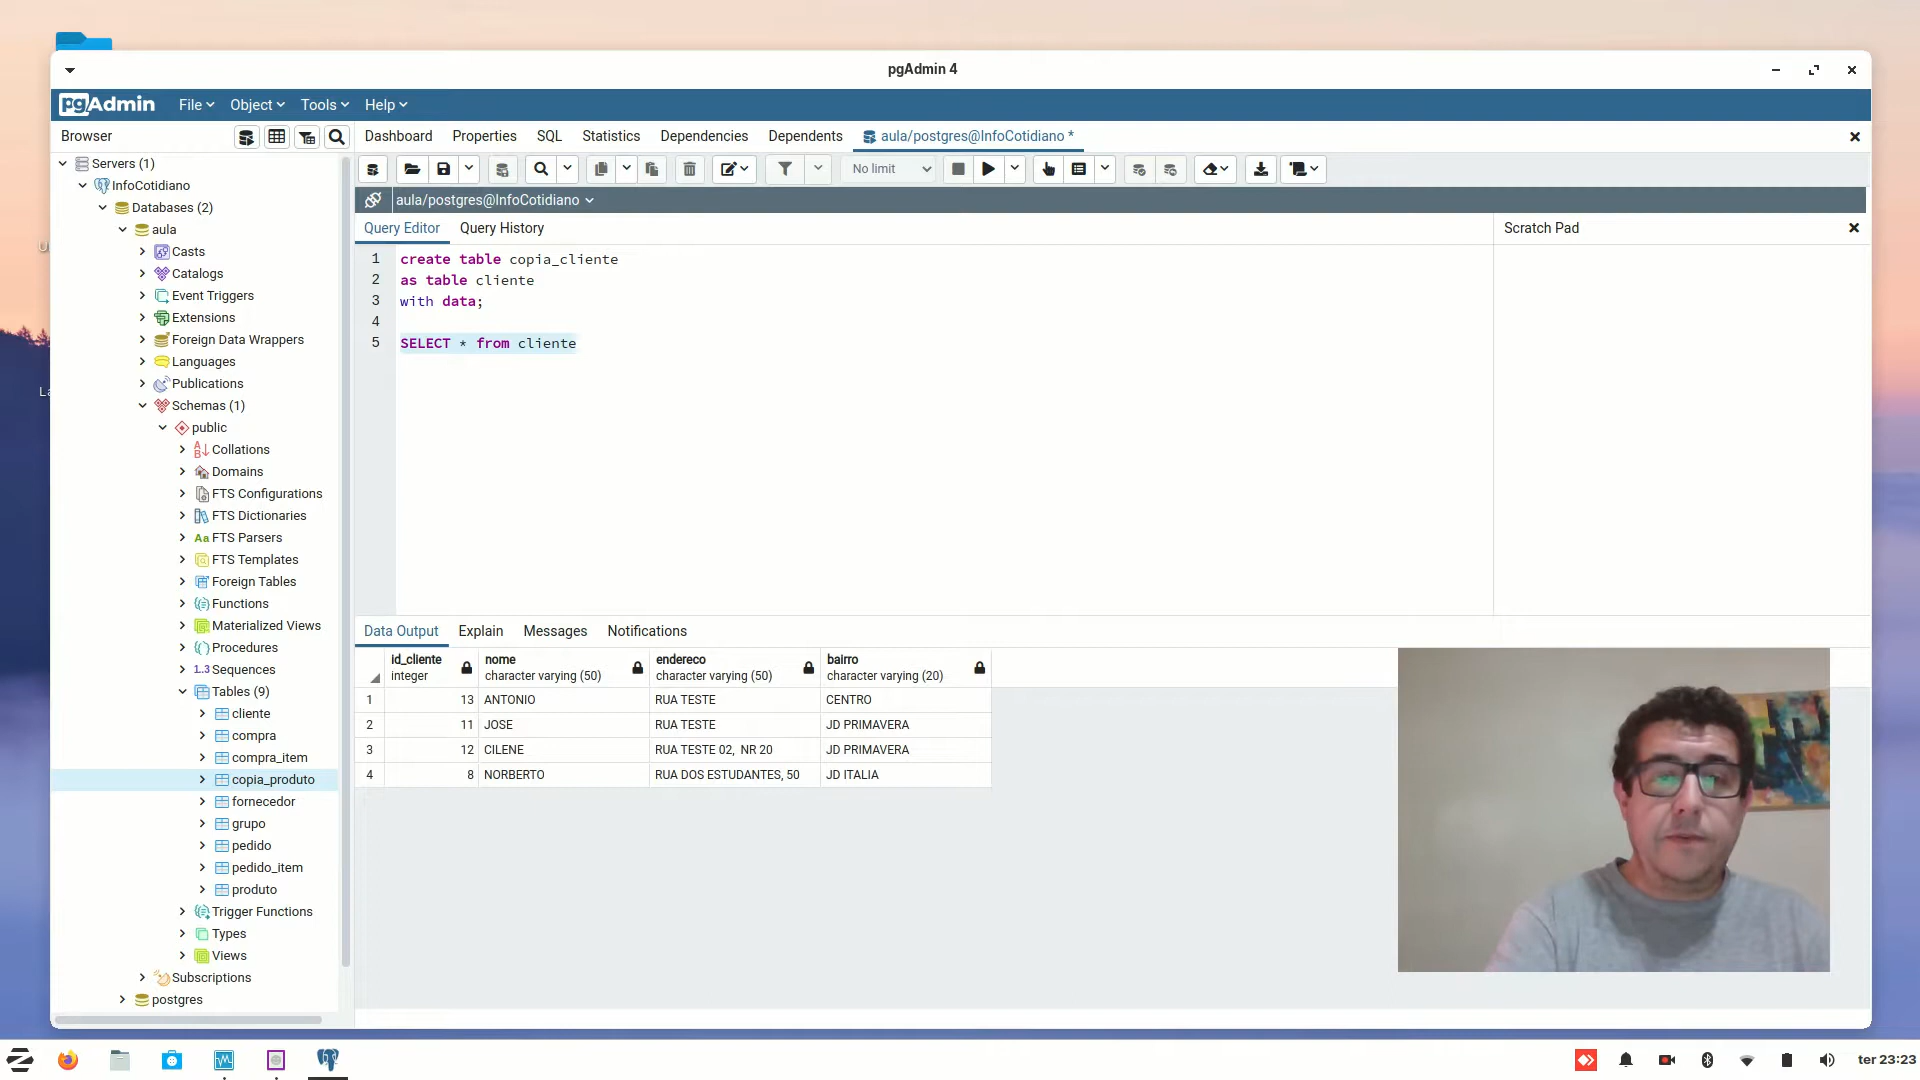 pgAdmin 4
pgAdmin
File
Object
Tools
Help
Browser
Dashboard
Properties
SQL
Statistics
Dependencies
Dependents
aula/postgres@InfoCotidiano *
No limit
aula/postgres@InfoCotidiano
Query Editor
Query History
Scratch Pad
1 create table copia_cliente
2 as table cliente
3 with data;
4
5 SELECT * from cliente
Servers (1)
InfoCotidiano
Databases (2)
aula
Casts
Catalogs
Event Triggers
Extensions
Foreign Data Wrappers
Languages
Publications
Schemas (1)
public
Collations
Domains
FTS Configurations
FTS Dictionaries
Aa FTS Parsers
FTS Templates
Foreign Tables
Functions
Materialized Views
Procedures
1..3 Sequences
Tables (9)
cliente
compra
compra_item
copia_produto
fornecedor
grupo
pedido
pedido_item
produto
Trigger Functions
Types
Views
Subscriptions
postgres
Data Output
Explain
Messages
Notifications
id_cliente integer
nome character varying (50)
endereco character varying (50)
bairro character varying (20)
1 13 ANTONIO RUA TESTE CENTRO
2 11 JOSE RUA TESTE JD PRIMAVERA
3 12 CILENE RUA TESTE 02, NR 20 JD PRIMAVERA
4 8 NORBERTO RUA DOS ESTUDANTES, 50 JD ITALIA
ter 23:23